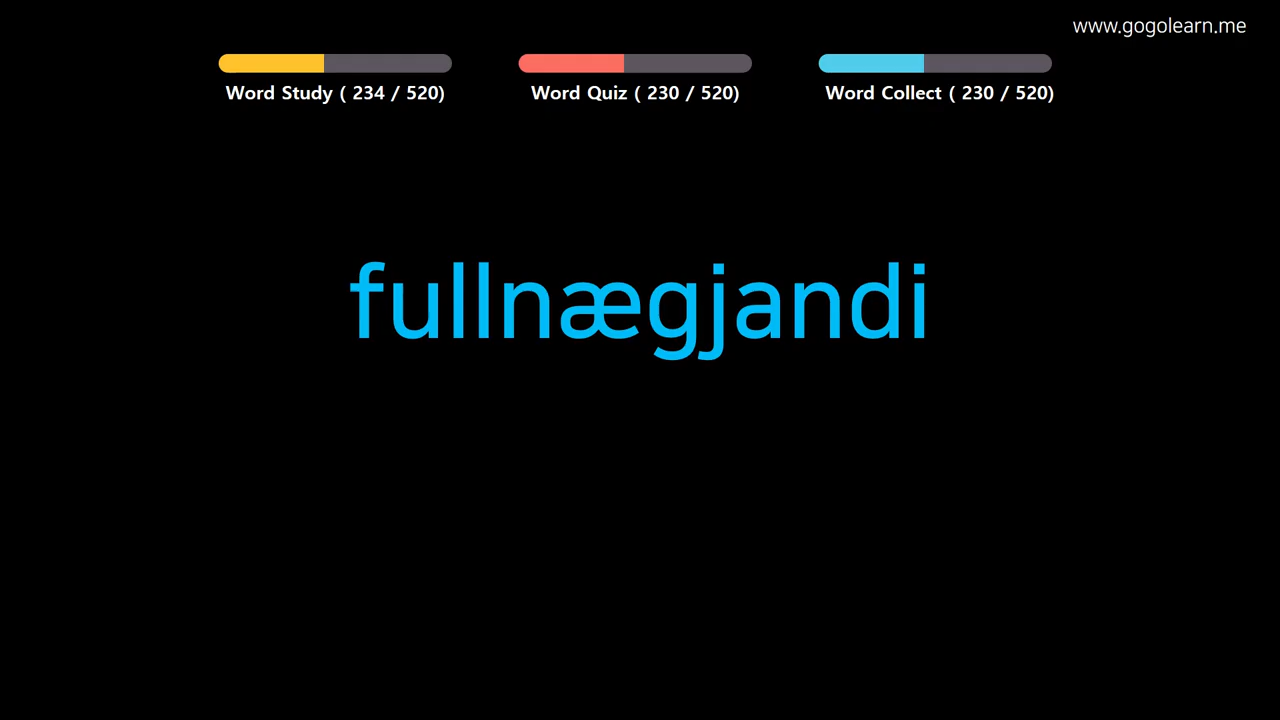 www.gogolearn.me
Word Study ( 234 / 520)
Word Quiz ( 230 / 520)
Word Collect ( 230 / 520)
fullnægjandi